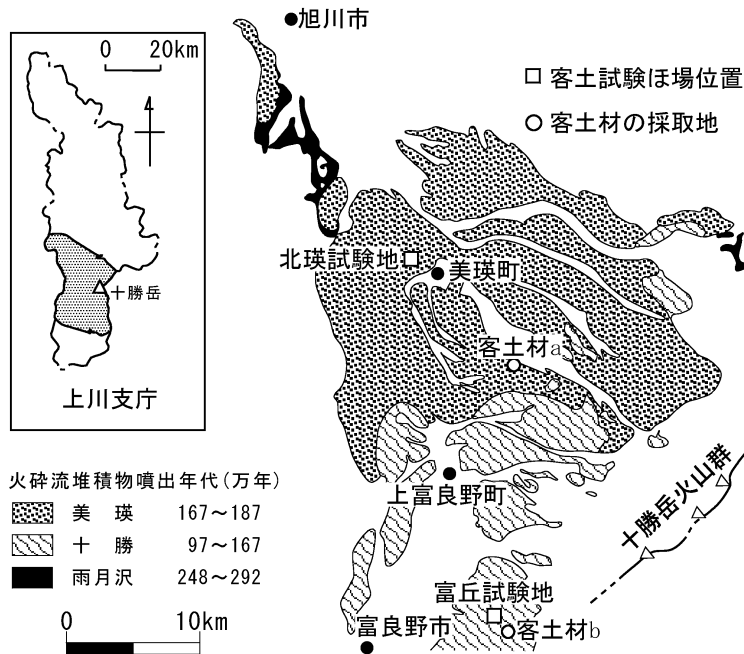 旭川市
0 20km
4
十勝岳
上川支庁
□ 客土試験ほ場位置
○ 客土材の採取地
北瑛試験地
美瑛町
客土材a
上富良野町
十勝岳火山群
富丘試験地
富良野市
客土材b
火砕流堆積物噴出年代(万年)
美 瑛 167~187
十 勝 97~167
雨月沢 248~292
0 10km